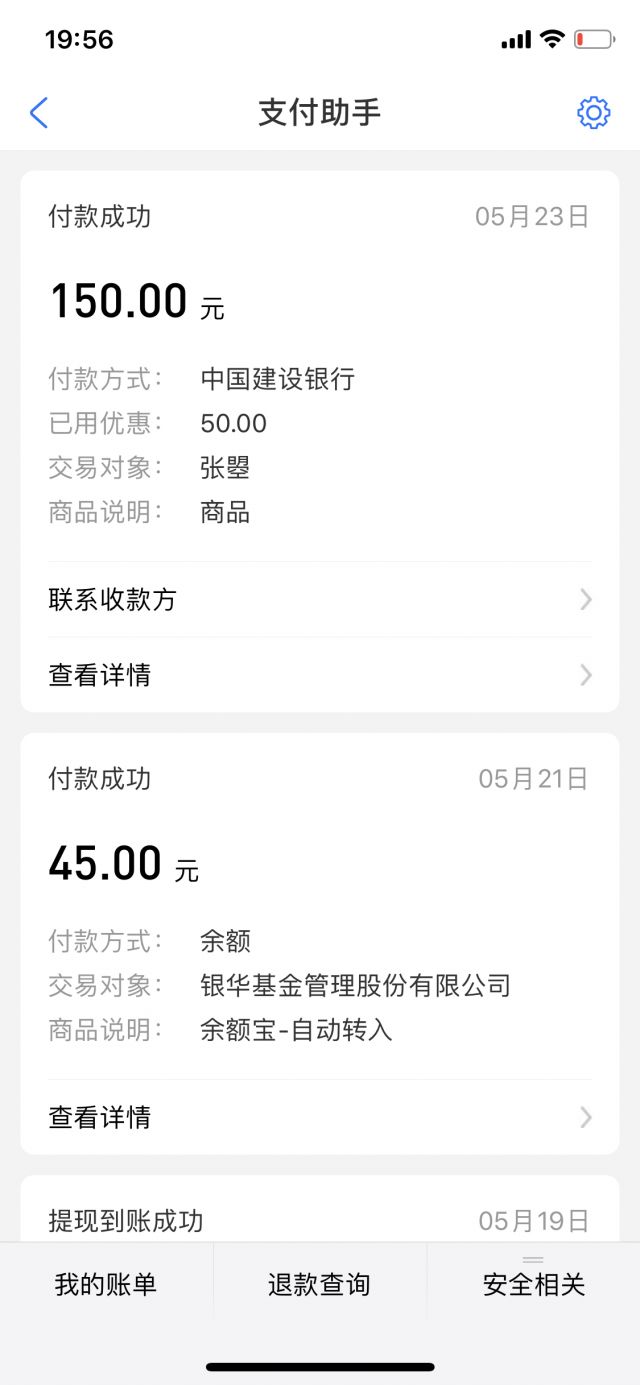 19:56
支付助手
付款成功
05月23日
150.00 元
付款方式: 中国建设银行
已用优惠: 50.00
交易对象: 张曌
商品说明: 商品
联系收款方
查看详情
付款成功
05月21日
45.00 元
付款方式: 余额
交易对象: 银华基金管理股份有限公司
商品说明: 余额宝-自动转入
查看详情
提现到账成功
05月19日
我的账单
退款查询
安全相关